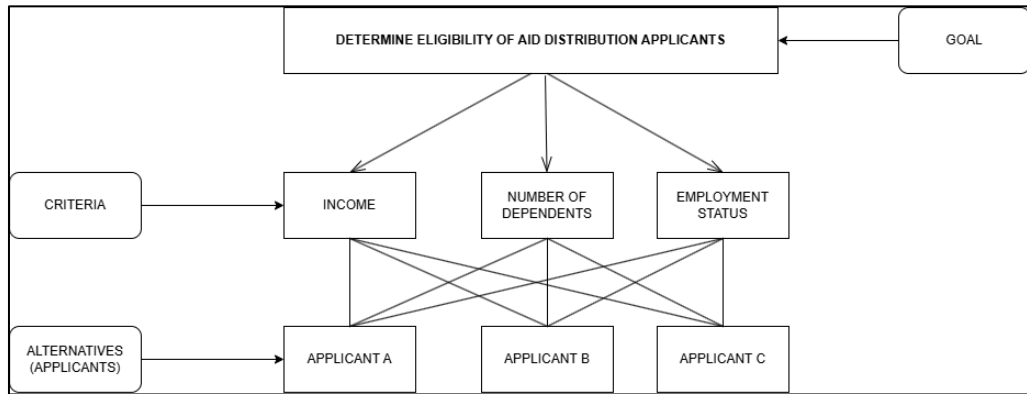 DETERMINE ELIGIBILITY OF AID DISTRIBUTION APPLICANTS
GOAL
CRITERIA
INCOME
NUMBER OF
DEPENDENTS
EMPLOYMENT
STATUS
ALTERNATIVES
(APPLICANTS)
APPLICANT A
APPLICANT B
APPLICANT C